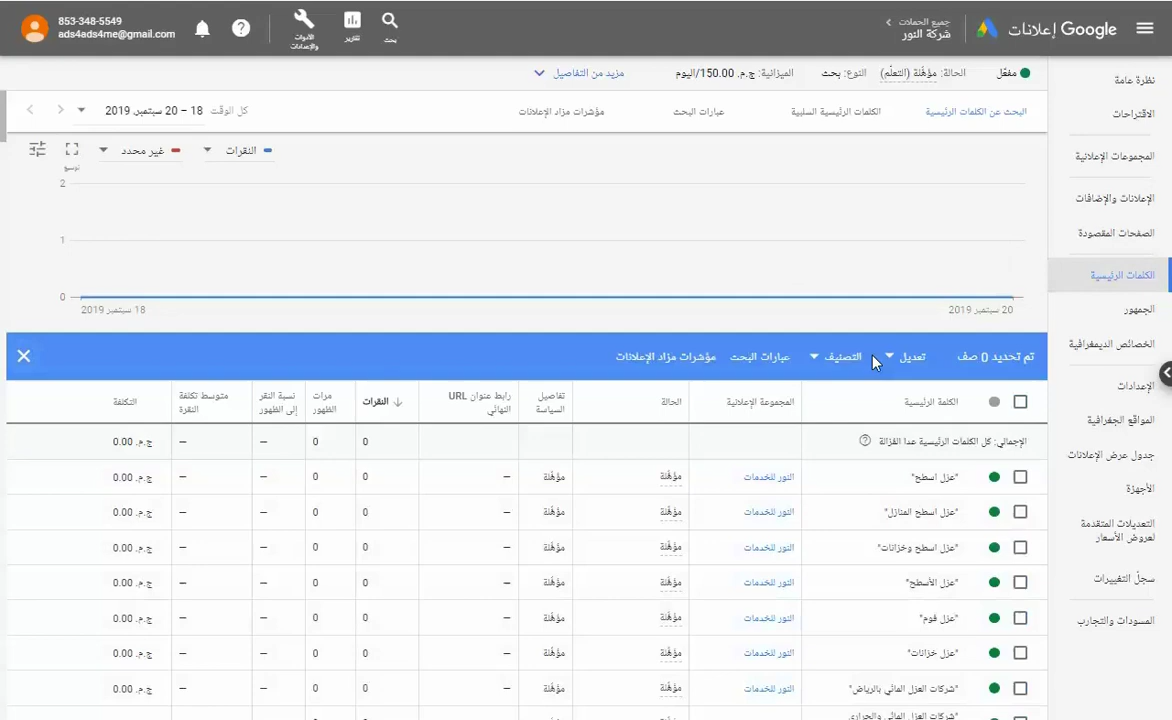 Google إعلانات
جميع الحملات
شركة النور
بحث
تقارير
الأدوات
والإعدادات
853-348-5549
ads4ads4me@gmail.com
مفعّل
الحالة: مؤهّلة (التعلّم)
النوع: بحث
الميزانية: ج.م. 150.00/اليوم
مزيد من التفاصيل
البحث عن الكلمات الرئيسية
الكلمات الرئيسية السلبية
عبارات البحث
مؤشرات مزاد الإعلانات
كل الوقت
18 – 20 سبتمبر, 2019
النقرات
غير محدد
توسيع
2
1
0
18 سبتمبر 2019
20 سبتمبر 2019
تم تحديد 0 صف
تعديل
التصنيف
عبارات البحث
مؤشرات مزاد الإعلانات
الكلمة الرئيسية
المجموعة الإعلانية
الحالة
تفاصيل
السياسة
رابط عنوان URL
النهائي
النقرات
مرات
الظهور
نسبة النقر
إلى الظهور
متوسط تكلفة
النقرة
التكلفة
الإجمالي: كل الكلمات الرئيسية عدا المُزالة 0 0 – – ج.م. 0.00
"عزل اسطح" النور للخدمات مؤهّلة مؤهّلة – 0 0 – – ج.م. 0.00
"عزل اسطح المنازل" النور للخدمات مؤهّلة مؤهّلة – 0 0 – – ج.م. 0.00
"عزل اسطح وخزانات" النور للخدمات مؤهّلة مؤهّلة – 0 0 – – ج.م. 0.00
"عزل الأسطح" النور للخدمات مؤهّلة مؤهّلة – 0 0 – – ج.م. 0.00
"عزل فوم" النور للخدمات مؤهّلة مؤهّلة – 0 0 – – ج.م. 0.00
"عزل خزانات" النور للخدمات مؤهّلة مؤهّلة – 0 0 – – ج.م. 0.00
"شركات العزل المائي بالرياض" النور للخدمات مؤهّلة مؤهّلة – 0 0 – – ج.م. 0.00
"شركات العزل المائي والحراري
نظرة عامة
الاقتراحات
المجموعات الإعلانية
الإعلانات والإضافات
الصفحات المقصودة
الكلمات الرئيسية
الجمهور
الخصائص الديمغرافية
الإعدادات
المواقع الجغرافية
جدول عرض الإعلانات
الأجهزة
التعديلات المتقدمة
لعروض الأسعار
سجلّ التغييرات
المسودات والتجارب